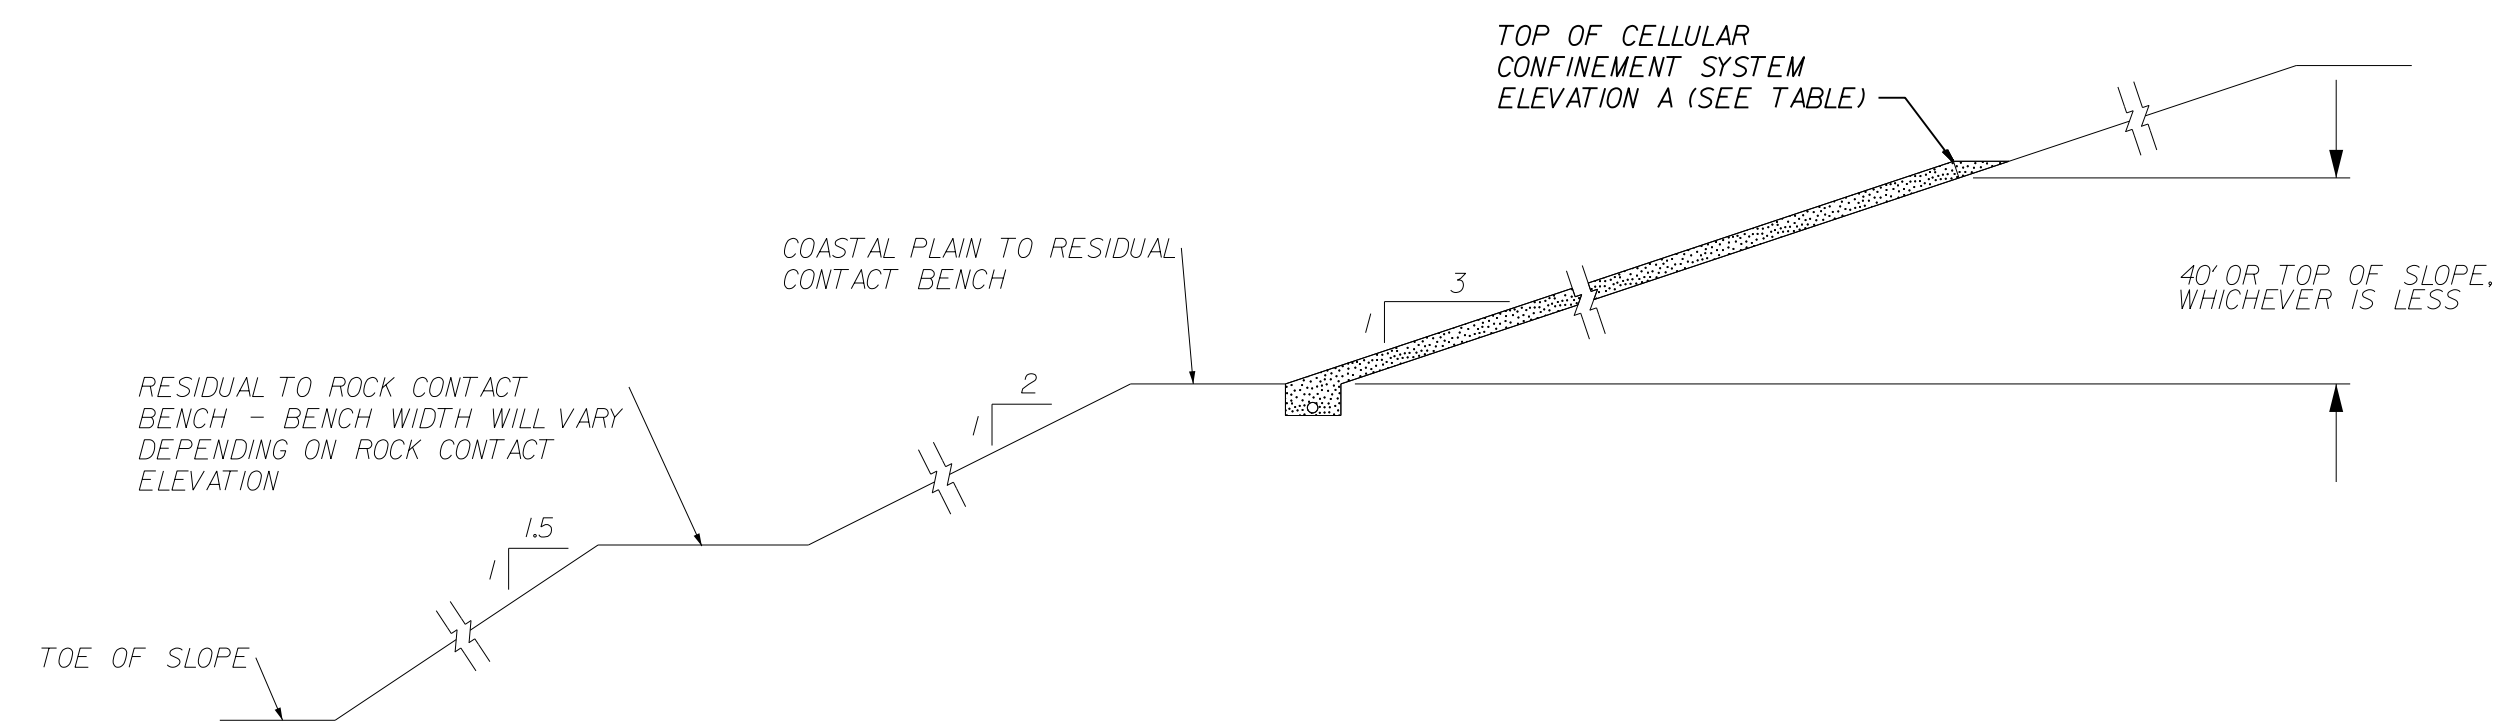 TOP OF CELLULAR
CONFINEMENT SYSTEM
ELEVATION A (SEE TABLE)
COASTAL PLAIN TO RESIDUAL
CONTACT BENCH
3
1
40' OR TOP OF SLOPE,
WHICHEVER IS LESS
RESIDUAL TO ROCK CONTACT
BENCH - BENCH WIDTH WILL VARY
DEPENDING ON ROCK CONTACT
ELEVATION
2
1
1.5
1
TOE OF SLOPE